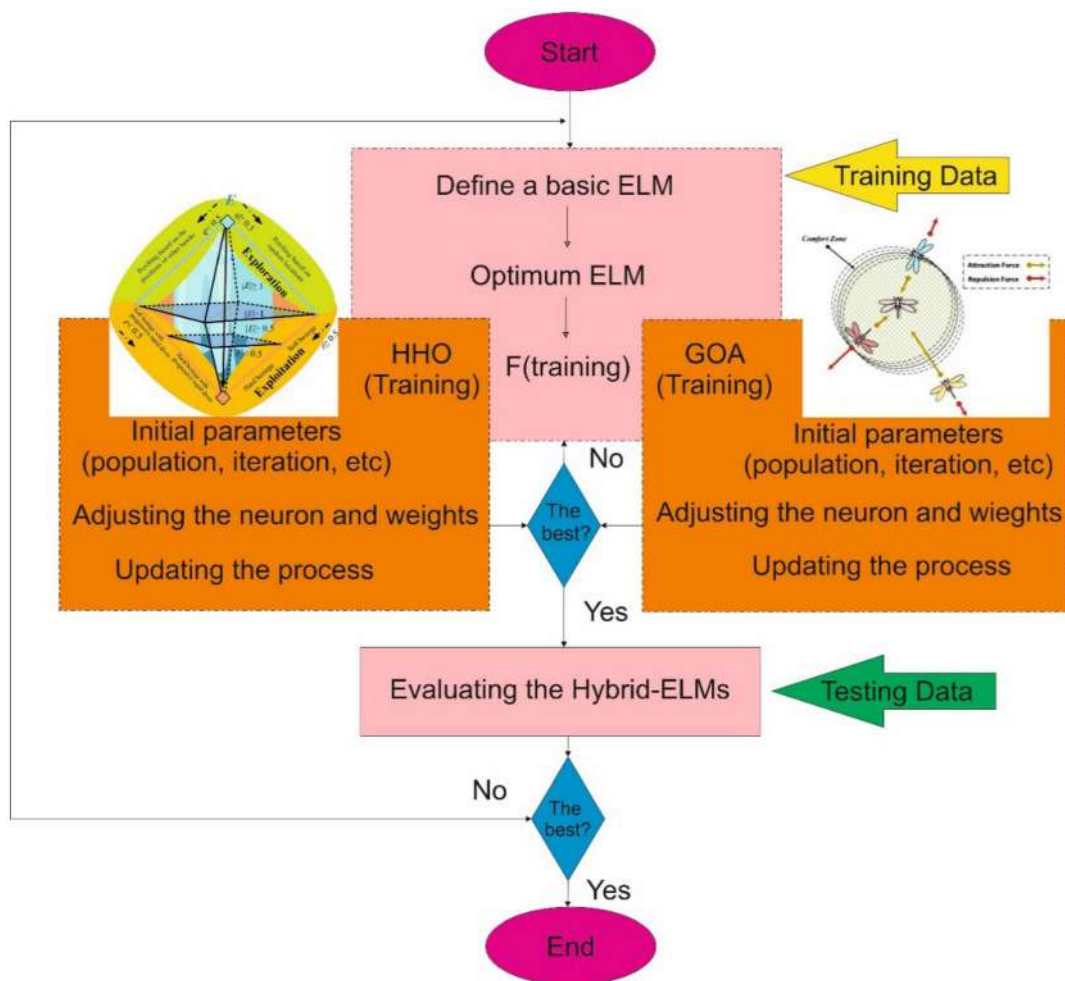 Start
Define a basic ELM
Training Data
Optimum ELM
F(training)
E
Exploration
|E|≥1
Exploitation
Comfort Zone
Attraction Force
Repulsion Force
HHO
(Training)
Initial parameters
(population, iteration, etc)
Adjusting the neuron and weights
Updating the process
GOA
(Training)
Initial parameters
(population, iteration, etc)
Adjusting the neuron and wieghts
Updating the process
No
The
best?
Yes
Evaluating the Hybrid-ELMs
Testing Data
No
The
best?
Yes
End